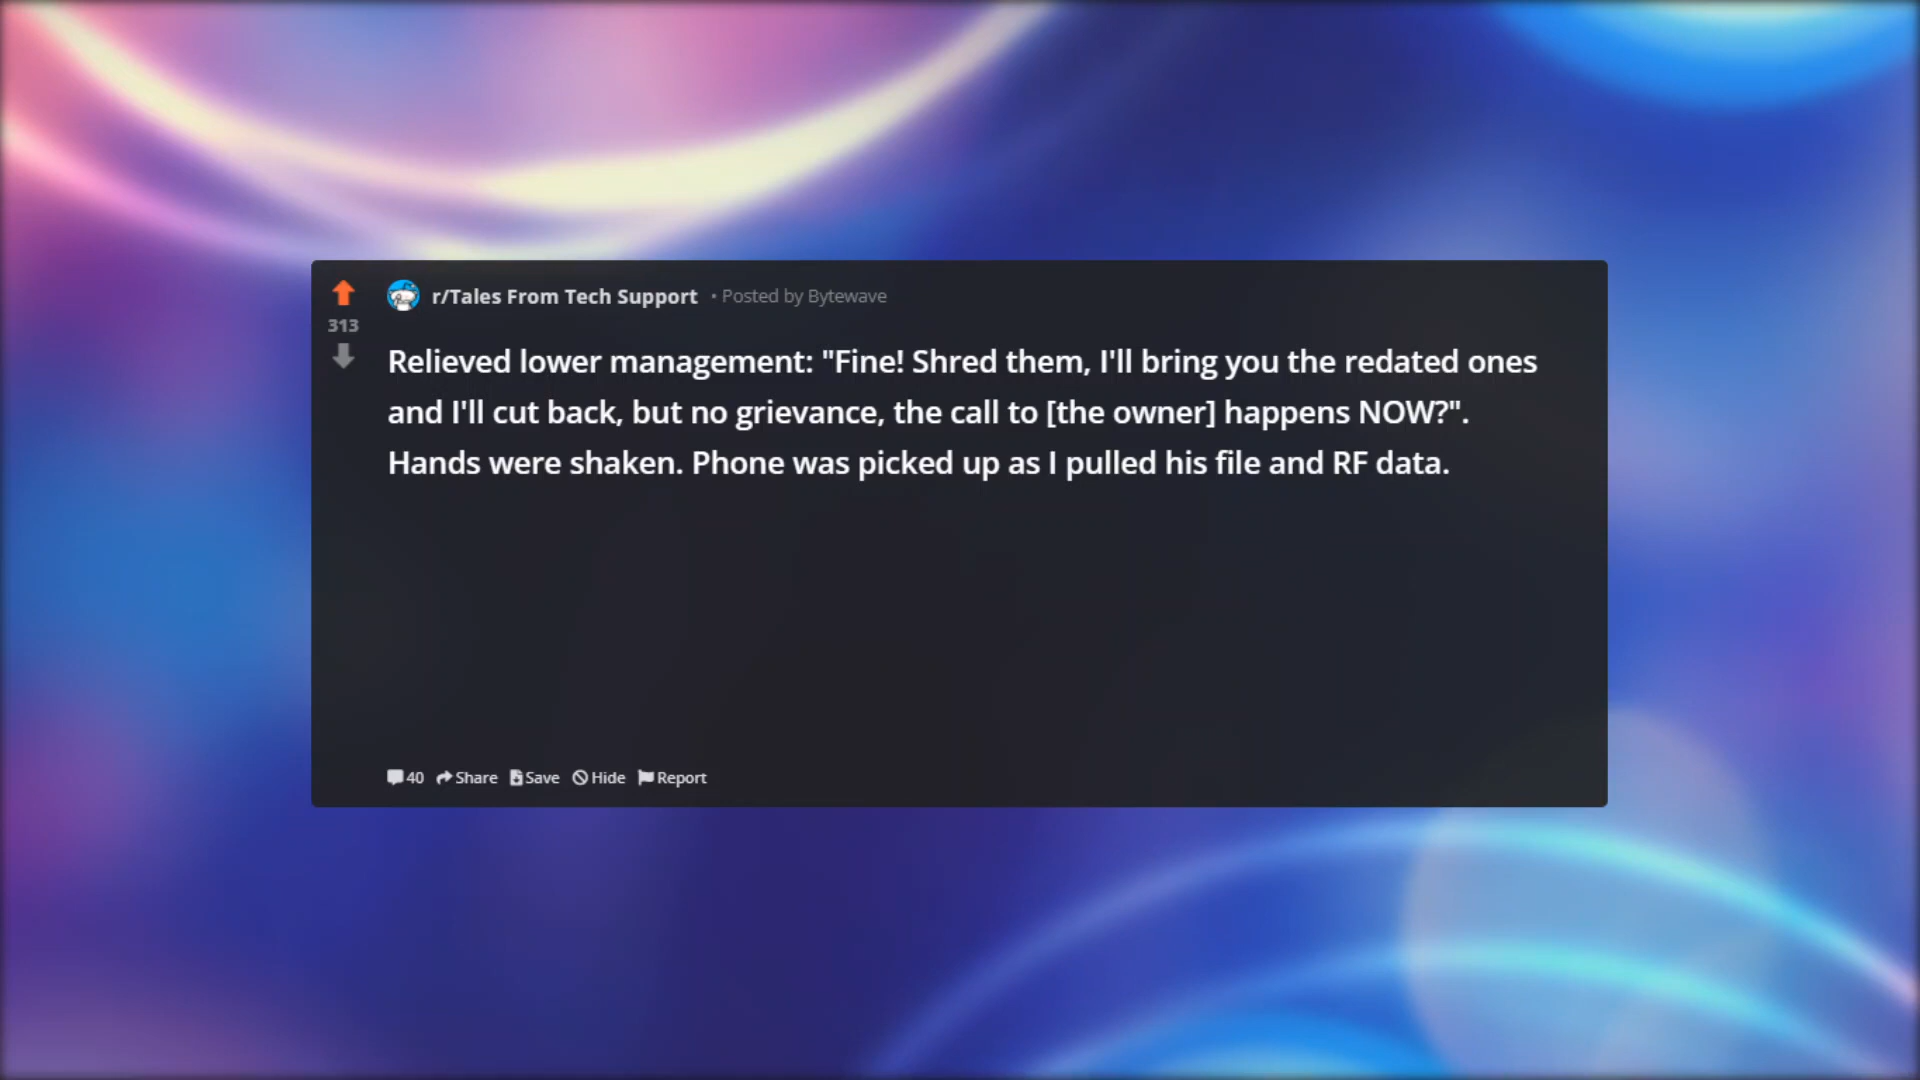 r/Tales From Tech Support • Posted by Bytewave
313
Relieved lower management: "Fine! Shred them, I'll bring you the redated ones
and I'll cut back, but no grievance, the call to [the owner] happens NOW?".
Hands were shaken. Phone was picked up as I pulled his file and RF data.
40 Share Save Hide Report